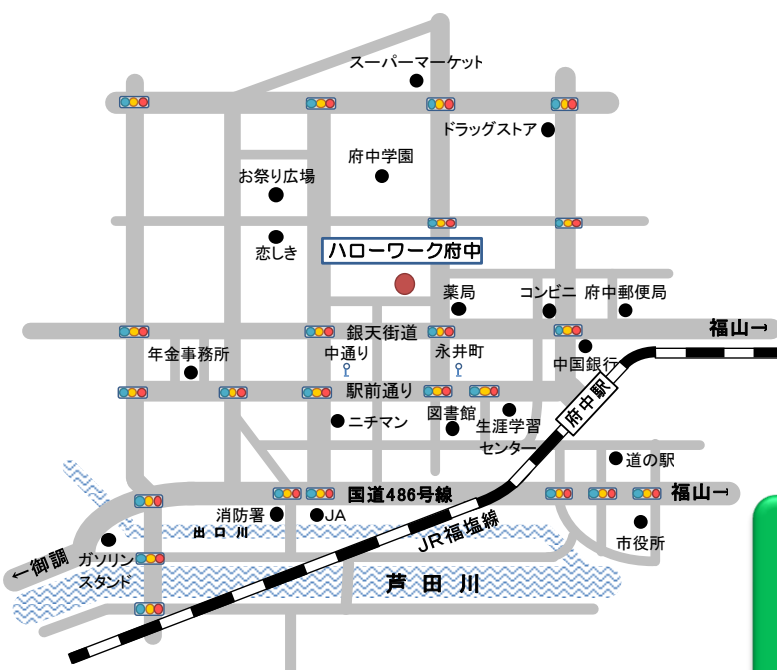 スーパーマーケット
ドラッグストア
府中学園
お祭り広場
恋しき
ハローワーク府中
薬局
コンビニ
府中郵便局
銀天街道
福山→
中通り
永井町
年金事務所
中国銀行
駅前通り
府中駅
図書館
ニチマン
生涯学習
センター
道の駅
国道486号線
福山→
消防署
JA
出口川
JR福塩線
市役所
←御調
ガソリン
スタンド
芦田川